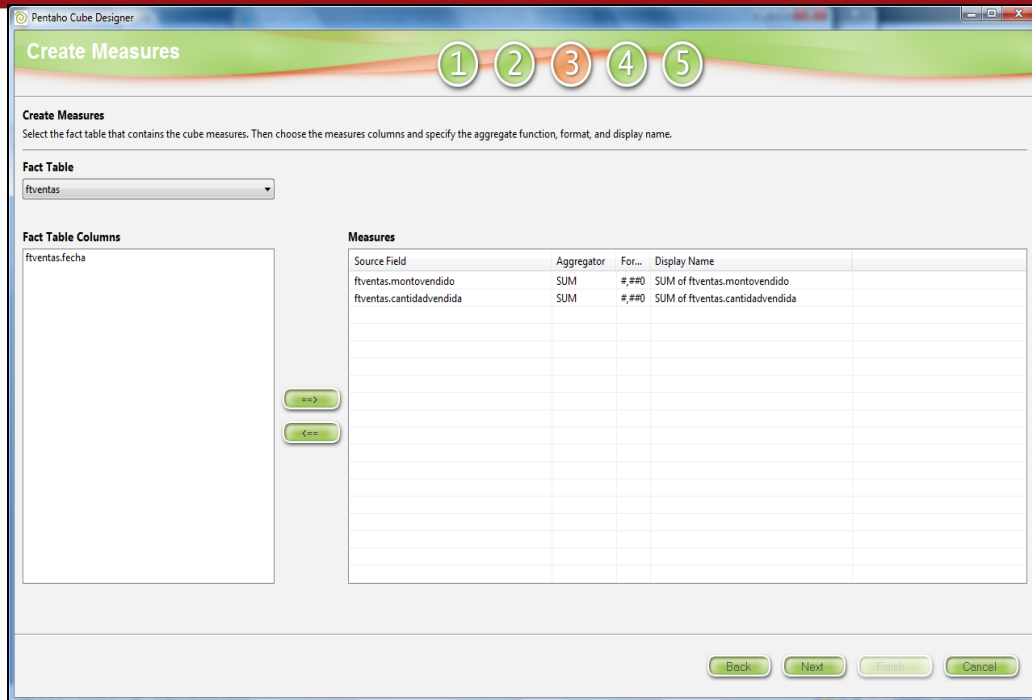 Pentaho Cube Designer
Create Measures
1 2 3 4 5
Create Measures
Select the fact table that contains the cube measures. Then choose the measures columns and specify the aggregate function, format, and display name.
Fact Table
ftventas
Fact Table Columns
ftventas.fecha
==>
<==
Measures
Source Field Aggregator For... Display Name
ftventas.montovendido SUM #,##0 SUM of ftventas.montovendido
ftventas.cantidadvendida SUM #,##0 SUM of ftventas.cantidadvendida
Back Next Finish Cancel